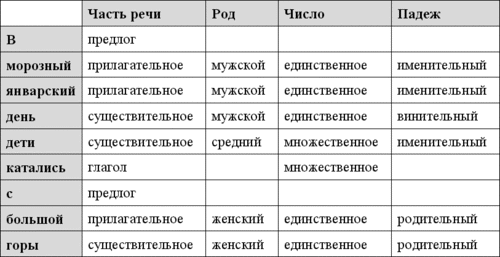 Часть речи Род Число Падеж
В предлог
морозный прилагательное мужской единственное именительный
январский прилагательное мужской единственное именительный
день существительное мужской единственное винительный
дети существительное средний множественное именительный
катались глагол множественное
с предлог
большой прилагательное женский единственное родительный
горы существительное женский единственное родительный